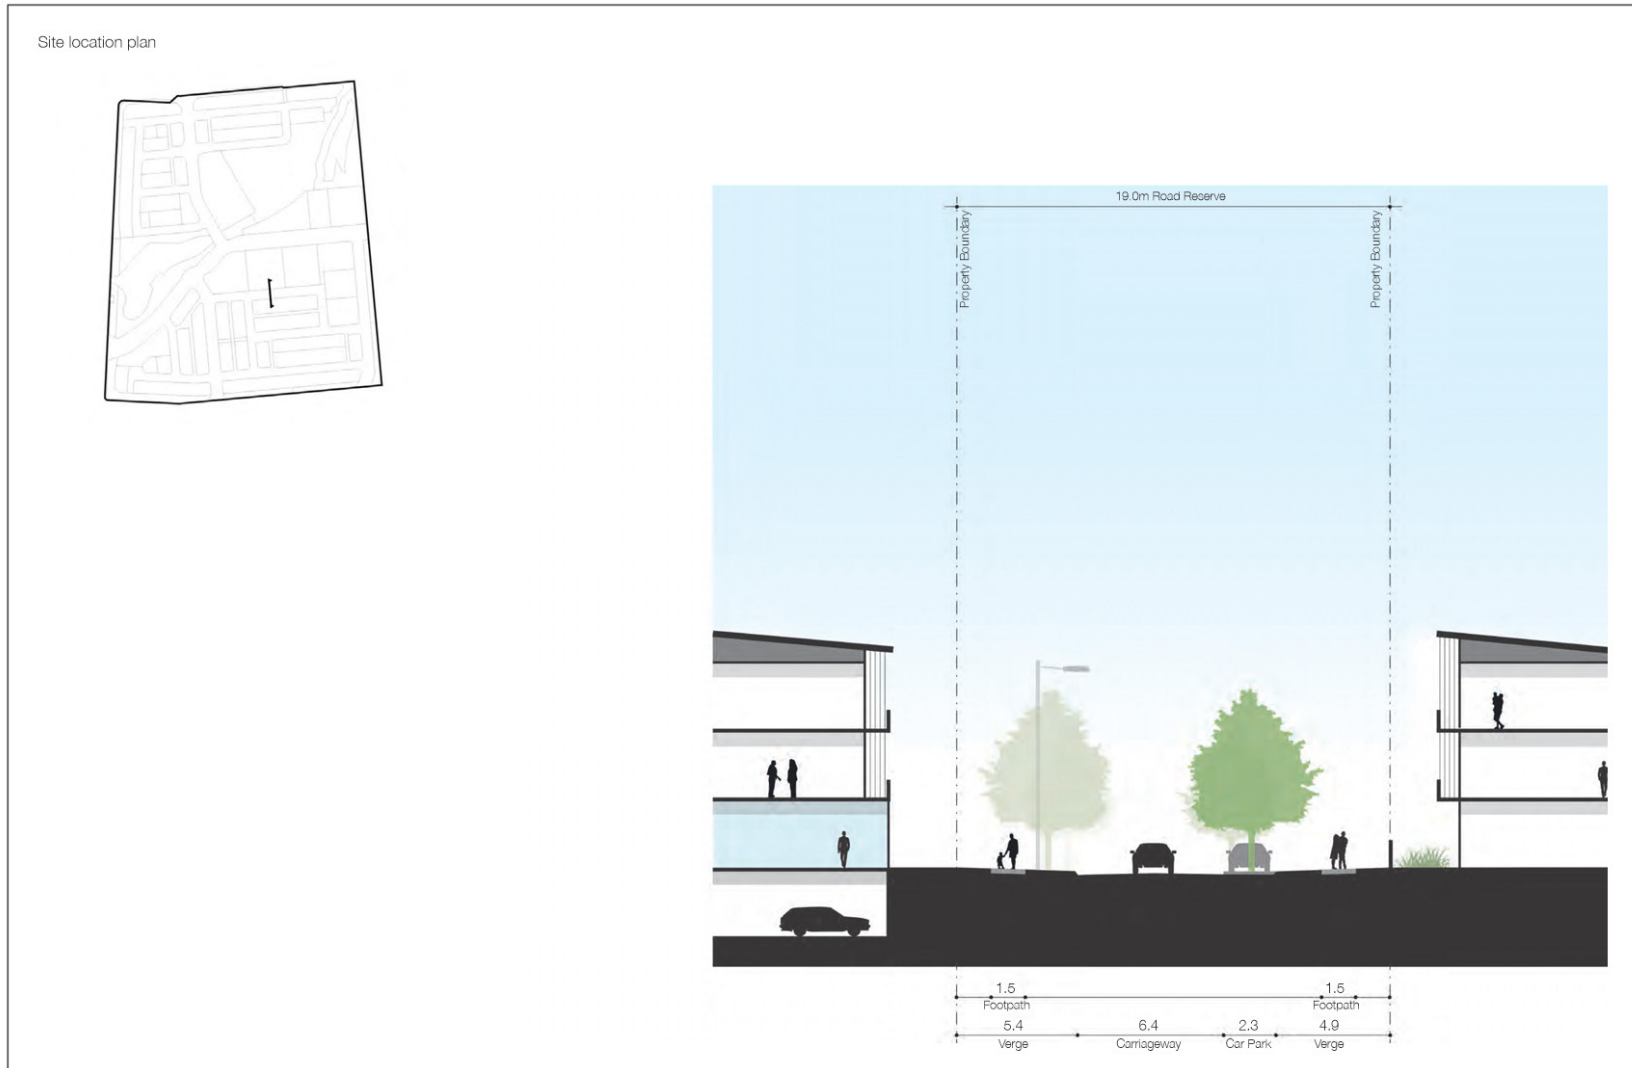 Site location plan
19.0m Road Reserve
Property Boundary
Property Boundary
1.5
Footpath
1.5
Footpath
5.4
Verge
6.4
Carriageway
2.3
Car Park
4.9
Verge